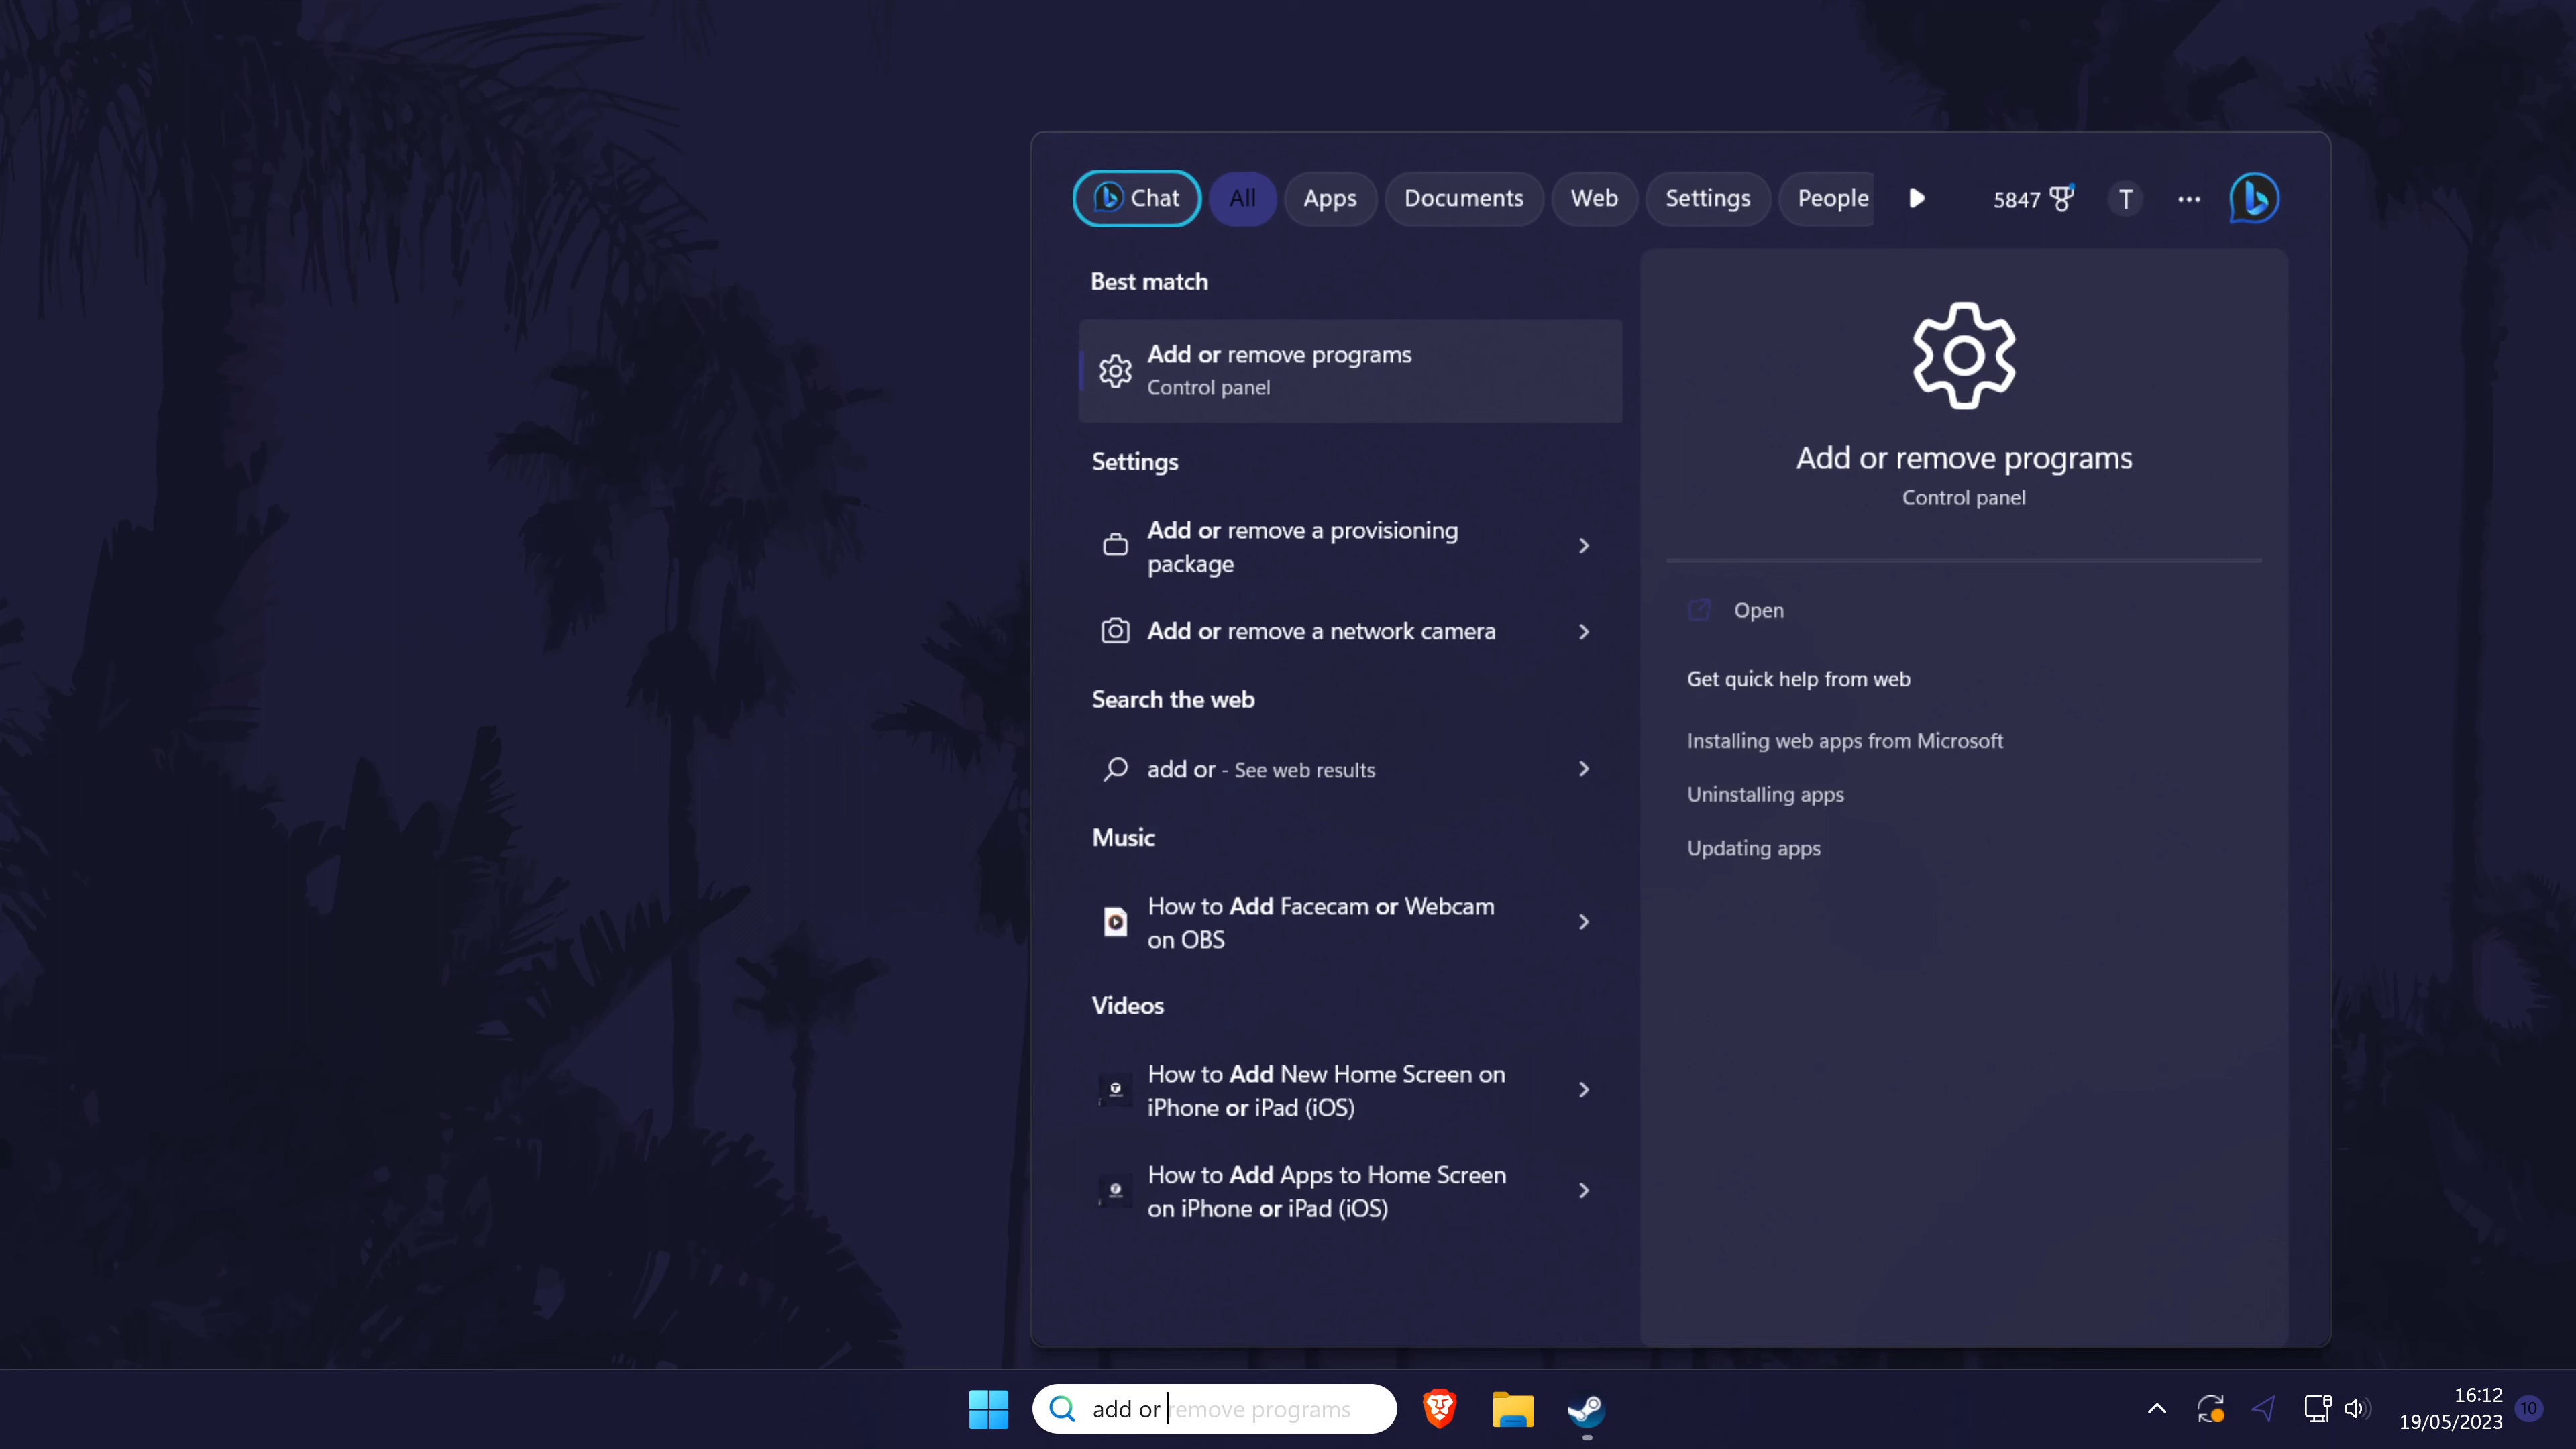 Chat All Apps Documents Web Settings People 5847 T
Best match
Add or remove programs
Control panel
Settings
Add or remove a provisioning
package
Add or remove a network camera
Search the web
add or - See web results
Music
How to Add Facecam or Webcam
on OBS
Videos
How to Add New Home Screen on
iPhone or iPad (iOS)
How to Add Apps to Home Screen
on iPhone or iPad (iOS)
Add or remove programs
Control panel
Open
Get quick help from web
Installing web apps from Microsoft
Uninstalling apps
Updating apps
add or remove programs
16:12
19/05/2023
10